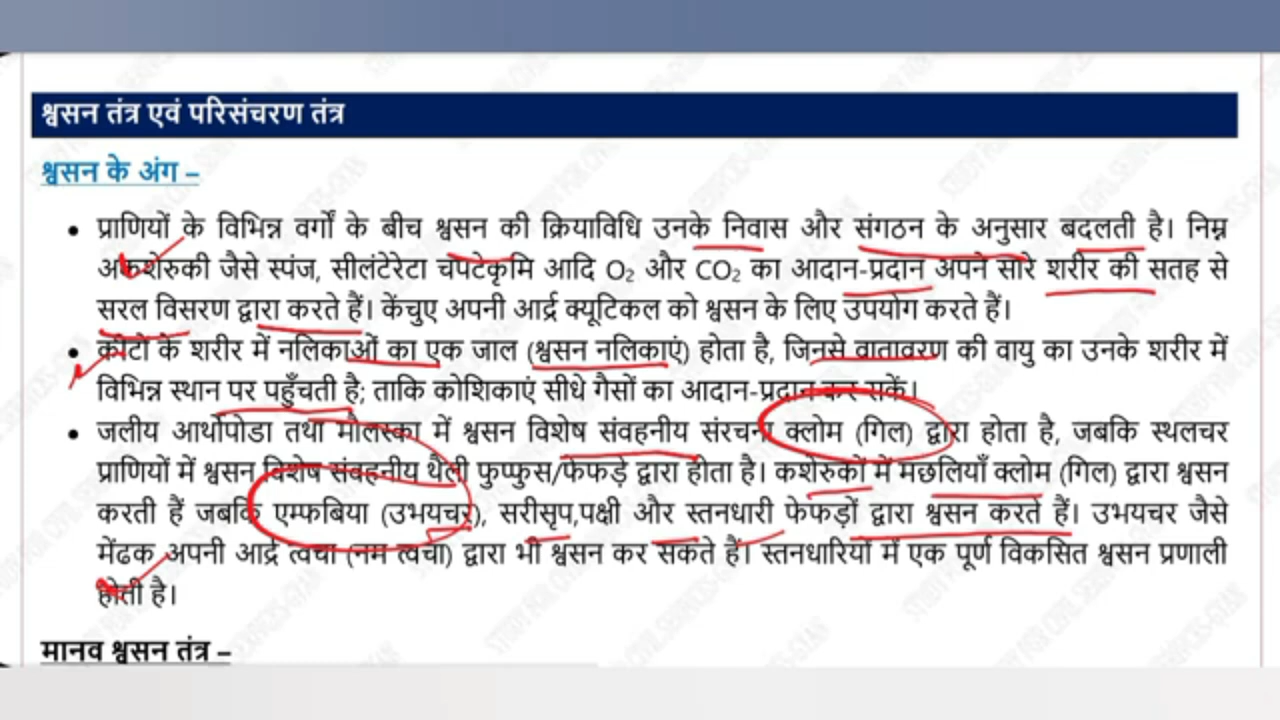 श्वसन तंत्र एवं परिसंचरण तंत्र
श्वसन के अंग –
• प्राणियों के विभिन्न वर्गों के बीच श्वसन की क्रियाविधि उनके निवास और संगठन के अनुसार बदलती है। निम्न
अकशेरुकी जैसे स्पंज, सीलंटेरेटा चपटेकृमि आदि O₂ और CO₂ का आदान-प्रदान अपने सारे शरीर की सतह से
सरल विसरण द्वारा करते हैं। केंचुए अपनी आर्द्र क्यूटिकल को श्वसन के लिए उपयोग करते हैं।
• कीटों के शरीर में नलिकाओं का एक जाल (श्वसन नलिकाएं) होता है, जिनसे वातावरण की वायु का उनके शरीर में
विभिन्न स्थान पर पहुँचती है; ताकि कोशिकाएं सीधे गैसों का आदान-प्रदान कर सकें।
• जलीय आर्थोपोडा तथा मौलस्का में श्वसन विशेष संवहनीय संरचना क्लोम (गिल) द्वारा होता है, जबकि स्थलचर
प्राणियों में श्वसन विशेष संवहनीय थैली फुप्फुस/फेफड़े द्वारा होता है। कशेरुकों में मछलियाँ क्लोम (गिल) द्वारा श्वसन
करती हैं जबकि एम्फबिया (उभयचर), सरीसृप,पक्षी और स्तनधारी फेफड़ों द्वारा श्वसन करते हैं। उभयचर जैसे
मेंढक अपनी आर्द्र त्वचा (नम त्वचा) द्वारा भी श्वसन कर सकते हैं। स्तनधारियों में एक पूर्ण विकसित श्वसन प्रणाली
होती है।
मानव श्वसन तंत्र –